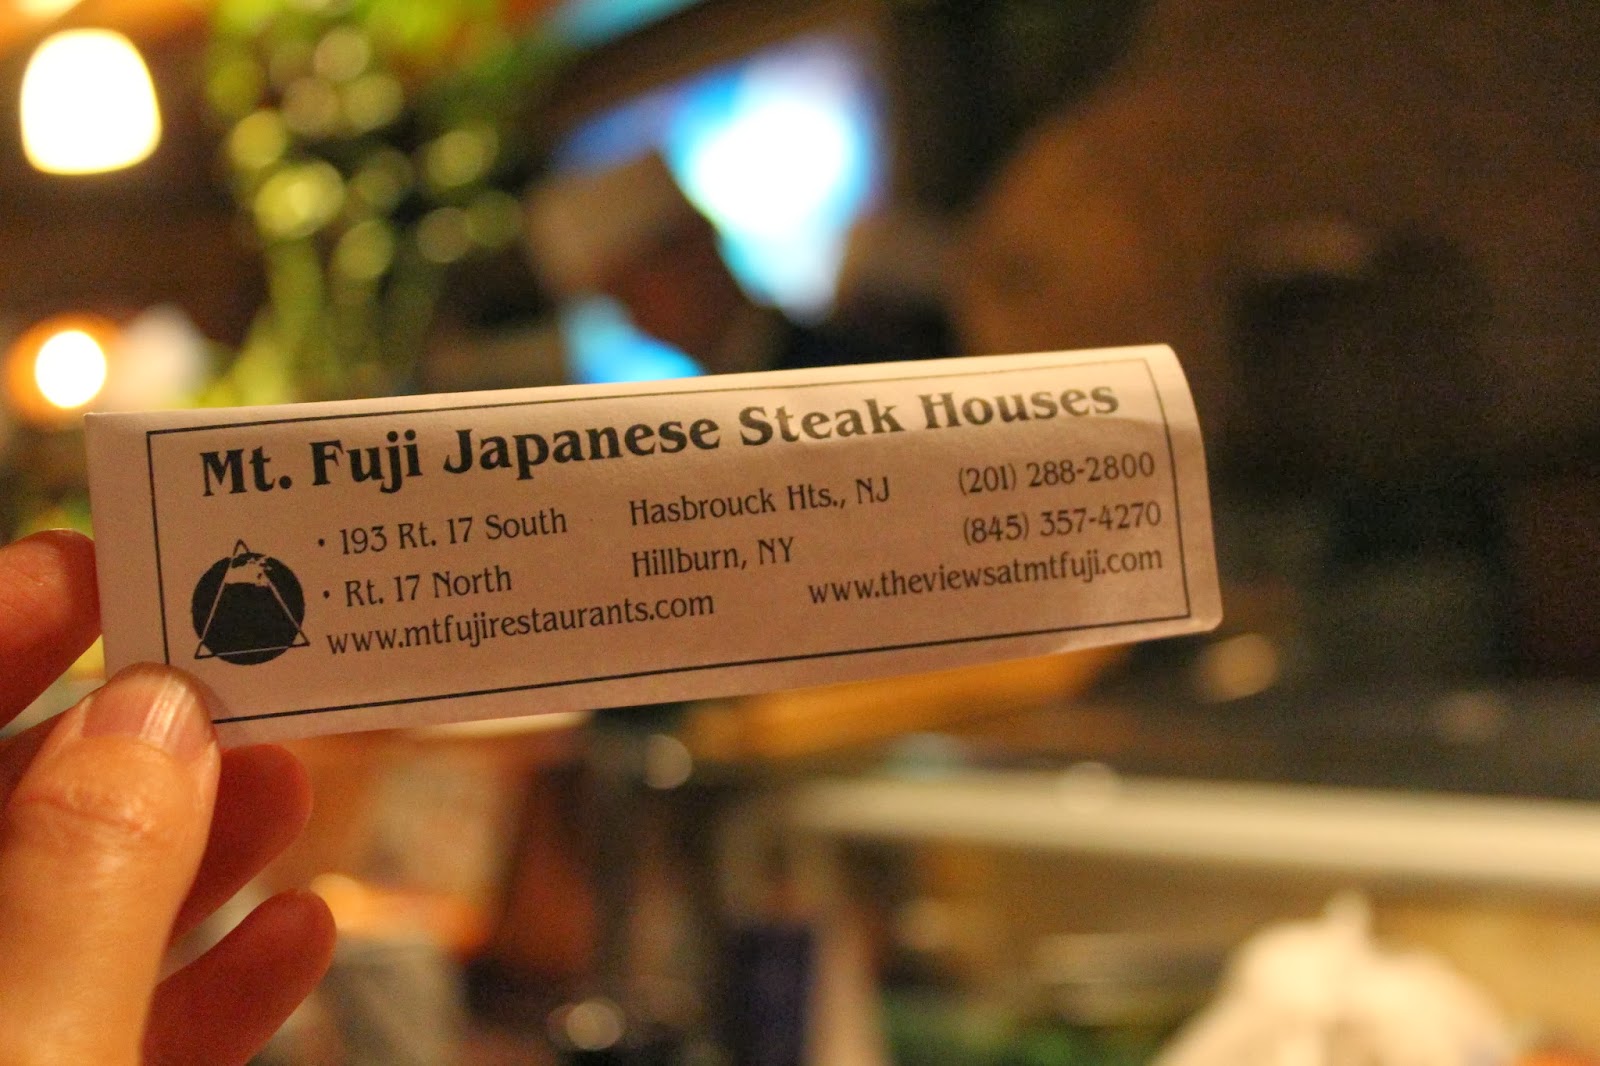 Mt. Fuji Japanese Steak Houses
• 193 Rt. 17 South Hasbrouck Hts., NJ (201) 288-2800
• Rt. 17 North Hillburn, NY (845) 357-4270
www.mtfujirestaurants.com www.theviewsatmtfuji.com